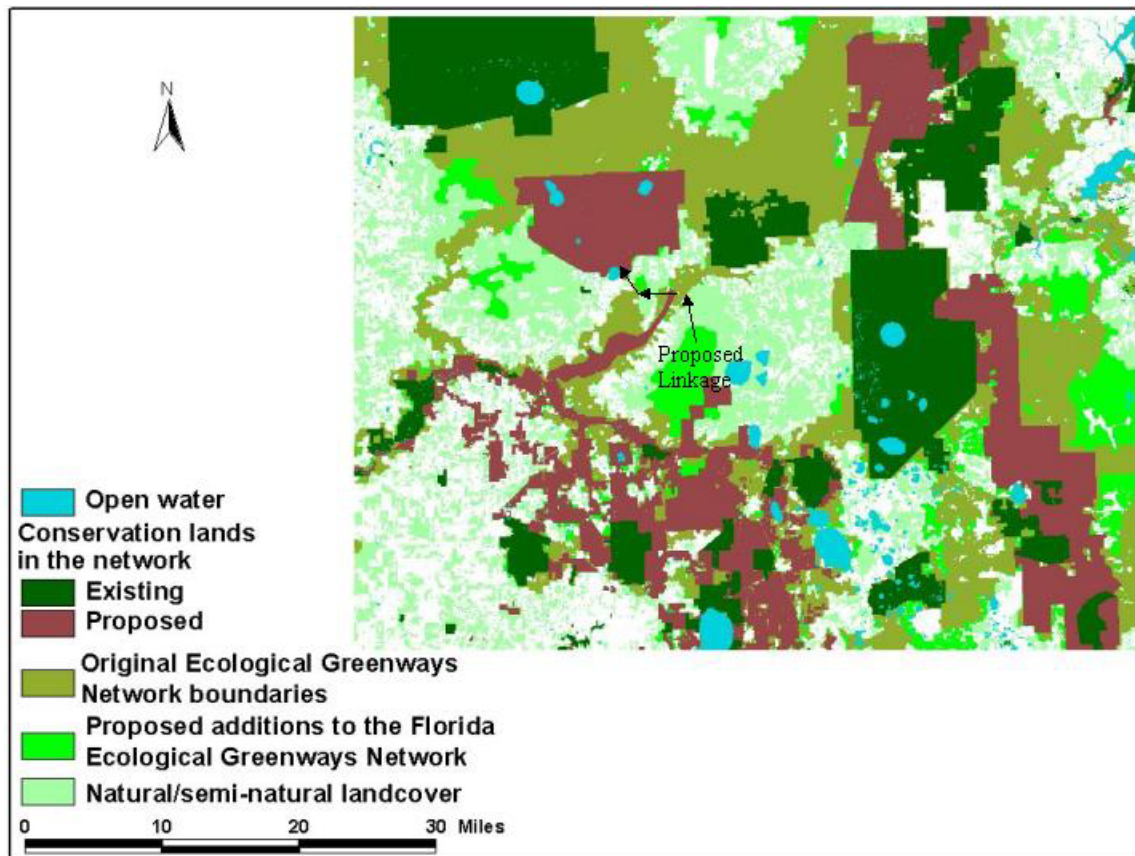 N
Proposed
Linkage
Open water
Conservation lands
in the network
Existing
Proposed
Original Ecological Greenways
Network boundaries
Proposed additions to the Florida
Ecological Greenways Network
Natural/semi-natural landcover
0 10 20 30 Miles